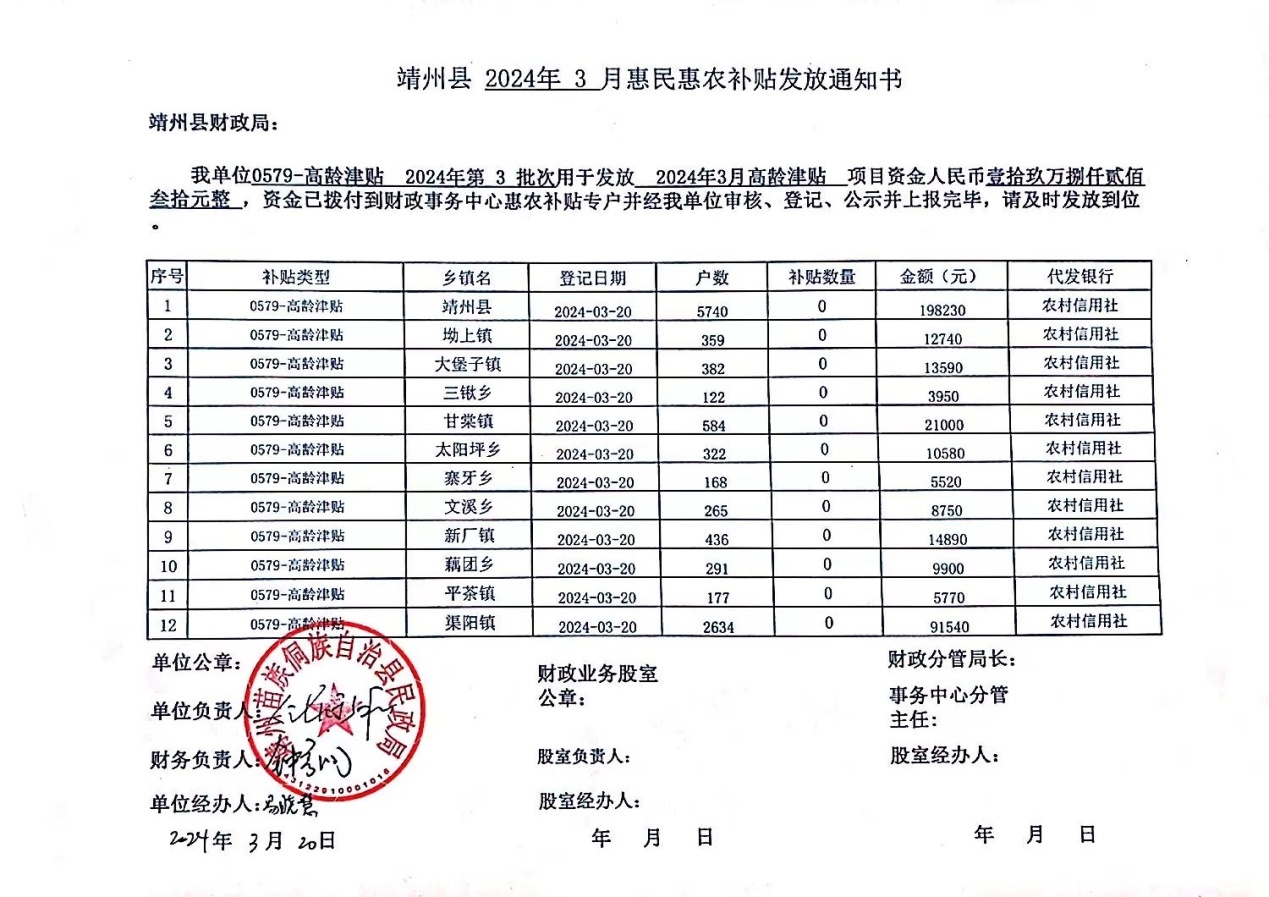 靖州县 2024年 3 月惠民惠农补贴发放通知书
靖州县财政局：
我单位0579-高龄津贴 2024年第 3 批次用于发放 2024年3月高龄津贴 项目资金人民币壹拾玖万捌仟贰佰
叁拾元整 ，资金已拨付到财政事务中心惠农补贴专户并经我单位审核、登记、公示并上报完毕，请及时发放到位
。
序号 补贴类型 乡镇名 登记日期 户数 补贴数量 金额（元） 代发银行
1 0579-高龄津贴 靖州县 2024-03-20 5740 0 198230 农村信用社
2 0579-高龄津贴 坳上镇 2024-03-20 359 0 12740 农村信用社
3 0579-高龄津贴 大堡子镇 2024-03-20 382 0 13590 农村信用社
4 0579-高龄津贴 三锹乡 2024-03-20 122 0 3950 农村信用社
5 0579-高龄津贴 甘棠镇 2024-03-20 584 0 21000 农村信用社
6 0579-高龄津贴 太阳坪乡 2024-03-20 322 0 10580 农村信用社
7 0579-高龄津贴 寨牙乡 2024-03-20 168 0 5520 农村信用社
8 0579-高龄津贴 文溪乡 2024-03-20 265 0 8750 农村信用社
9 0579-高龄津贴 新厂镇 2024-03-20 436 0 14890 农村信用社
10 0579-高龄津贴 藕团乡 2024-03-20 291 0 9900 农村信用社
11 0579-高龄津贴 平茶镇 2024-03-20 177 0 5770 农村信用社
12 0579-高龄津贴 渠阳镇 2024-03-20 2634 0 91540 农村信用社
单位公章： 财政业务股室 财政分管局长：
公章：
单位负责人： 事务中心分管
主任：
财务负责人： 股室负责人： 股室经办人：
单位经办人： 股室经办人：
2024年 3月 20日 年 月 日 年 月 日
靖州苗族侗族自治县民政局